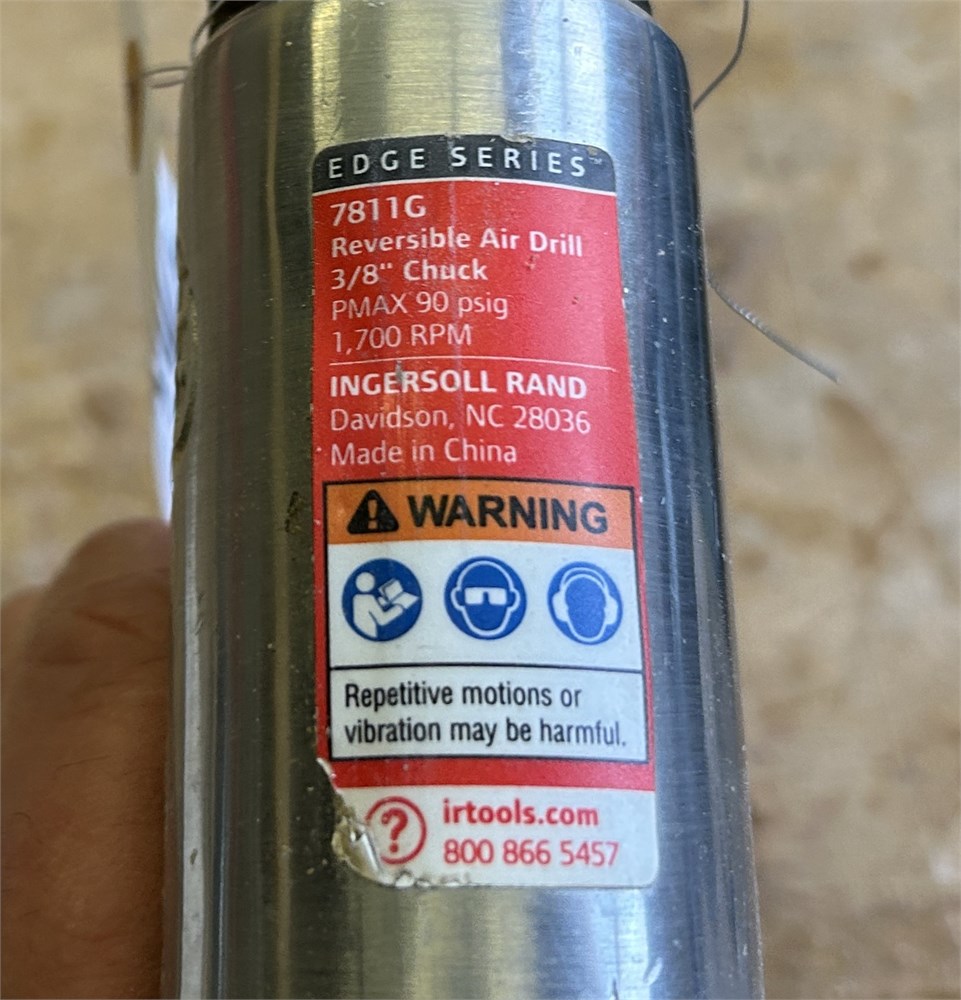 EDGE SERIES™
7811G
Reversible Air Drill
3/8" Chuck
PMAX 90 psig
1,700 RPM
INGERSOLL RAND
Davidson, NC 28036
Made in China
WARNING
Repetitive motions or
vibration may be harmful.
?
irtools.com
800 866 5457